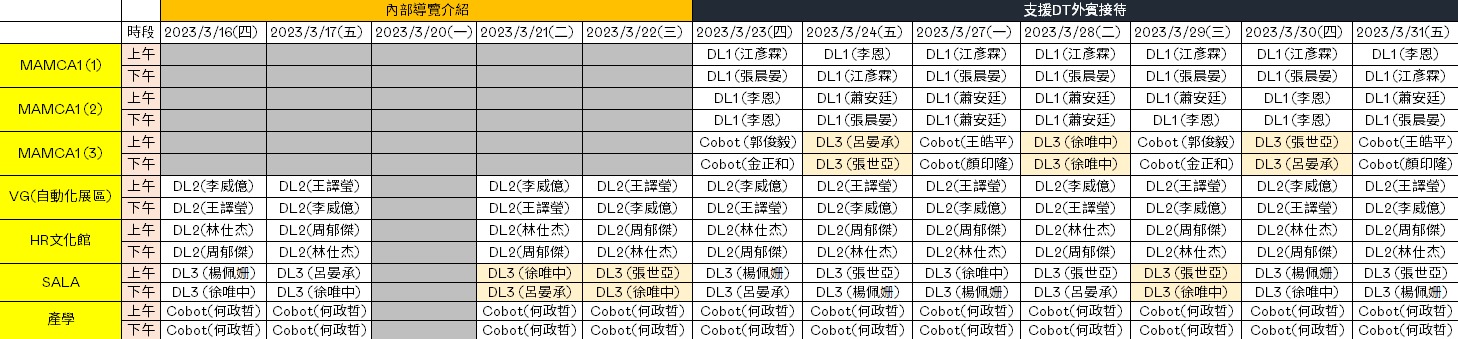 內部導覽介紹 支援DT外賓接待
時段 2023/3/16(四) 2023/3/17(五) 2023/3/20(一) 2023/3/21(二) 2023/3/22(三) 2023/3/23(四) 2023/3/24(五) 2023/3/27(一) 2023/3/28(二) 2023/3/29(三) 2023/3/30(四) 2023/3/31(五)
MAMCA1(1)
上午 DL1(江彥霖) DL1(李恩) DL1(江彥霖) DL1(江彥霖) DL1(江彥霖) DL1(江彥霖) DL1(李恩)
下午 DL1(張晨晏) DL1(江彥霖) DL1(張晨晏) DL1(張晨晏) DL1(張晨晏) DL1(張晨晏) DL1(江彥霖)
MAMCA1(2)
上午 DL1(李恩) DL1(蕭安廷) DL1(蕭安廷) DL1(蕭安廷) DL1(李恩) DL1(李恩) DL1(蕭安廷)
下午 DL1(李恩) DL1(張晨晏) DL1(蕭安廷) DL1(蕭安廷) DL1(李恩) DL1(李恩) DL1(張晨晏)
MAMCA1(3)
上午 Cobot (郭俊毅) DL3 (呂晏承) Cobot(王皓平) DL3 (徐唯中) Cobot (郭俊毅) DL3 (張世亞) Cobot(王皓平)
下午 Cobot(金正和) DL3 (張世亞) Cobot(顏印隆) DL3 (徐唯中) Cobot(金正和) DL3 (呂晏承) Cobot(顏印隆)
VG(自動化展區)
上午 DL2(李威億) DL2(王譯瑩) DL2(李威億) DL2(王譯瑩) DL2(李威億) DL2(王譯瑩) DL2(王譯瑩) DL2(李威億) DL2(王譯瑩) DL2(李威億) DL2(王譯瑩)
下午 DL2(王譯瑩) DL2(李威億) DL2(王譯瑩) DL2(李威億) DL2(王譯瑩) DL2(李威億) DL2(李威億) DL2(王譯瑩) DL2(李威億) DL2(王譯瑩) DL2(李威億)
HR文化館
上午 DL2(林仕杰) DL2(周郁傑) DL2(林仕杰) DL2(周郁傑) DL2(林仕杰) DL2(周郁傑) DL2(林仕杰) DL2(周郁傑) DL2(林仕杰) DL2(周郁傑) DL2(林仕杰)
下午 DL2(周郁傑) DL2(林仕杰) DL2(周郁傑) DL2(林仕杰) DL2(周郁傑) DL2(林仕杰) DL2(周郁傑) DL2(林仕杰) DL2(周郁傑) DL2(林仕杰) DL2(周郁傑)
SALA
上午 DL3 (楊佩姍) DL3 (呂晏承) DL3 (徐唯中) DL3 (張世亞) DL3 (楊佩姍) DL3 (張世亞) DL3 (徐唯中) DL3 (張世亞) DL3 (張世亞) DL3 (楊佩姍) DL3 (張世亞)
下午 DL3 (徐唯中) DL3 (徐唯中) DL3 (呂晏承) DL3 (徐唯中) DL3 (呂晏承) DL3 (楊佩姍) DL3 (楊佩姍) DL3 (呂晏承) DL3 (徐唯中) DL3 (徐唯中) DL3 (楊佩姍)
產學
上午 Cobot(何政哲) Cobot(何政哲) Cobot(何政哲) Cobot(何政哲) Cobot(何政哲) Cobot(何政哲) Cobot(何政哲) Cobot(何政哲) Cobot(何政哲) Cobot(何政哲) Cobot(何政哲)
下午 Cobot(何政哲) Cobot(何政哲) Cobot(何政哲) Cobot(何政哲) Cobot(何政哲) Cobot(何政哲) Cobot(何政哲) Cobot(何政哲) Cobot(何政哲) Cobot(何政哲) Cobot(何政哲)